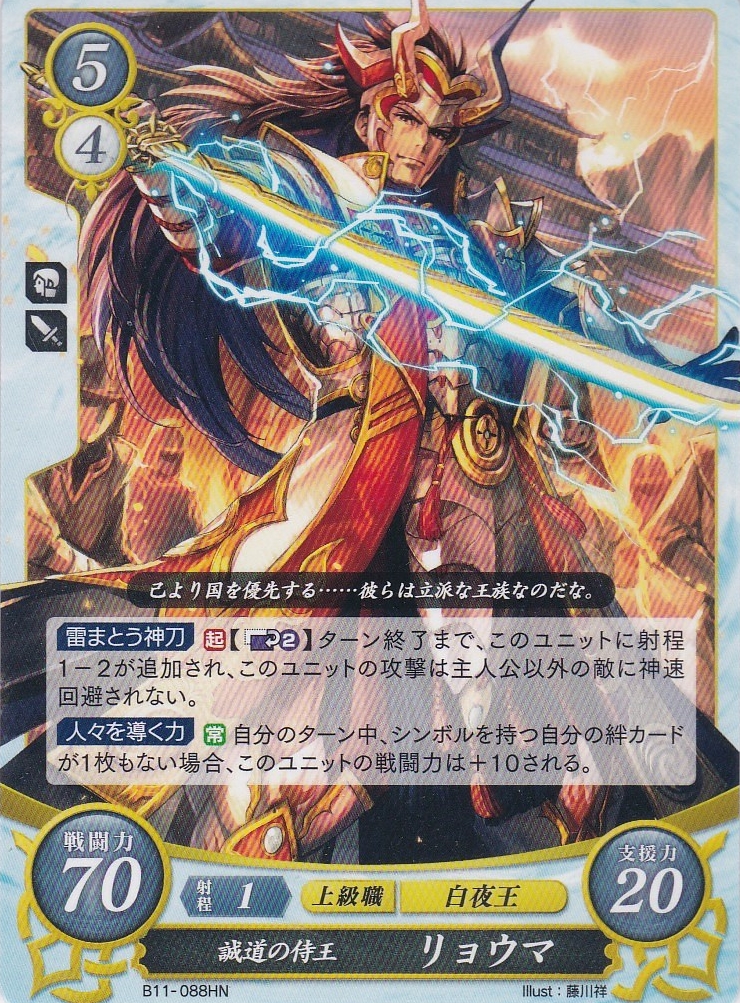 5
4
己より国を優先する……彼らは立派な王族なのだな。
雷まとう神刀 起【2】ターン終了まで、このユニットに射程
1-2が追加され、このユニットの攻撃は主人公以外の敵に神速
回避されない。
人々を導く力 常 自分のターン中、シンボルを持つ自分の絆カード
が1枚もない場合、このユニットの戦闘力は+10される。
戦闘力
70
射程 1 上級職 白夜王
支援力
20
誠道の侍王 リョウマ
B11-088HN Illust:藤川祥